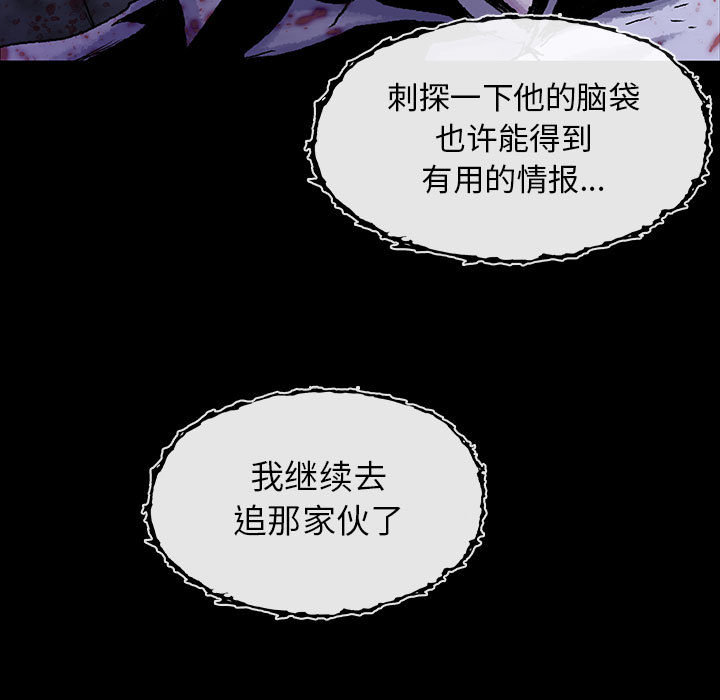 刺探一下他的脑袋
也许能得到
有用的情报...
我继续去
追那家伙了